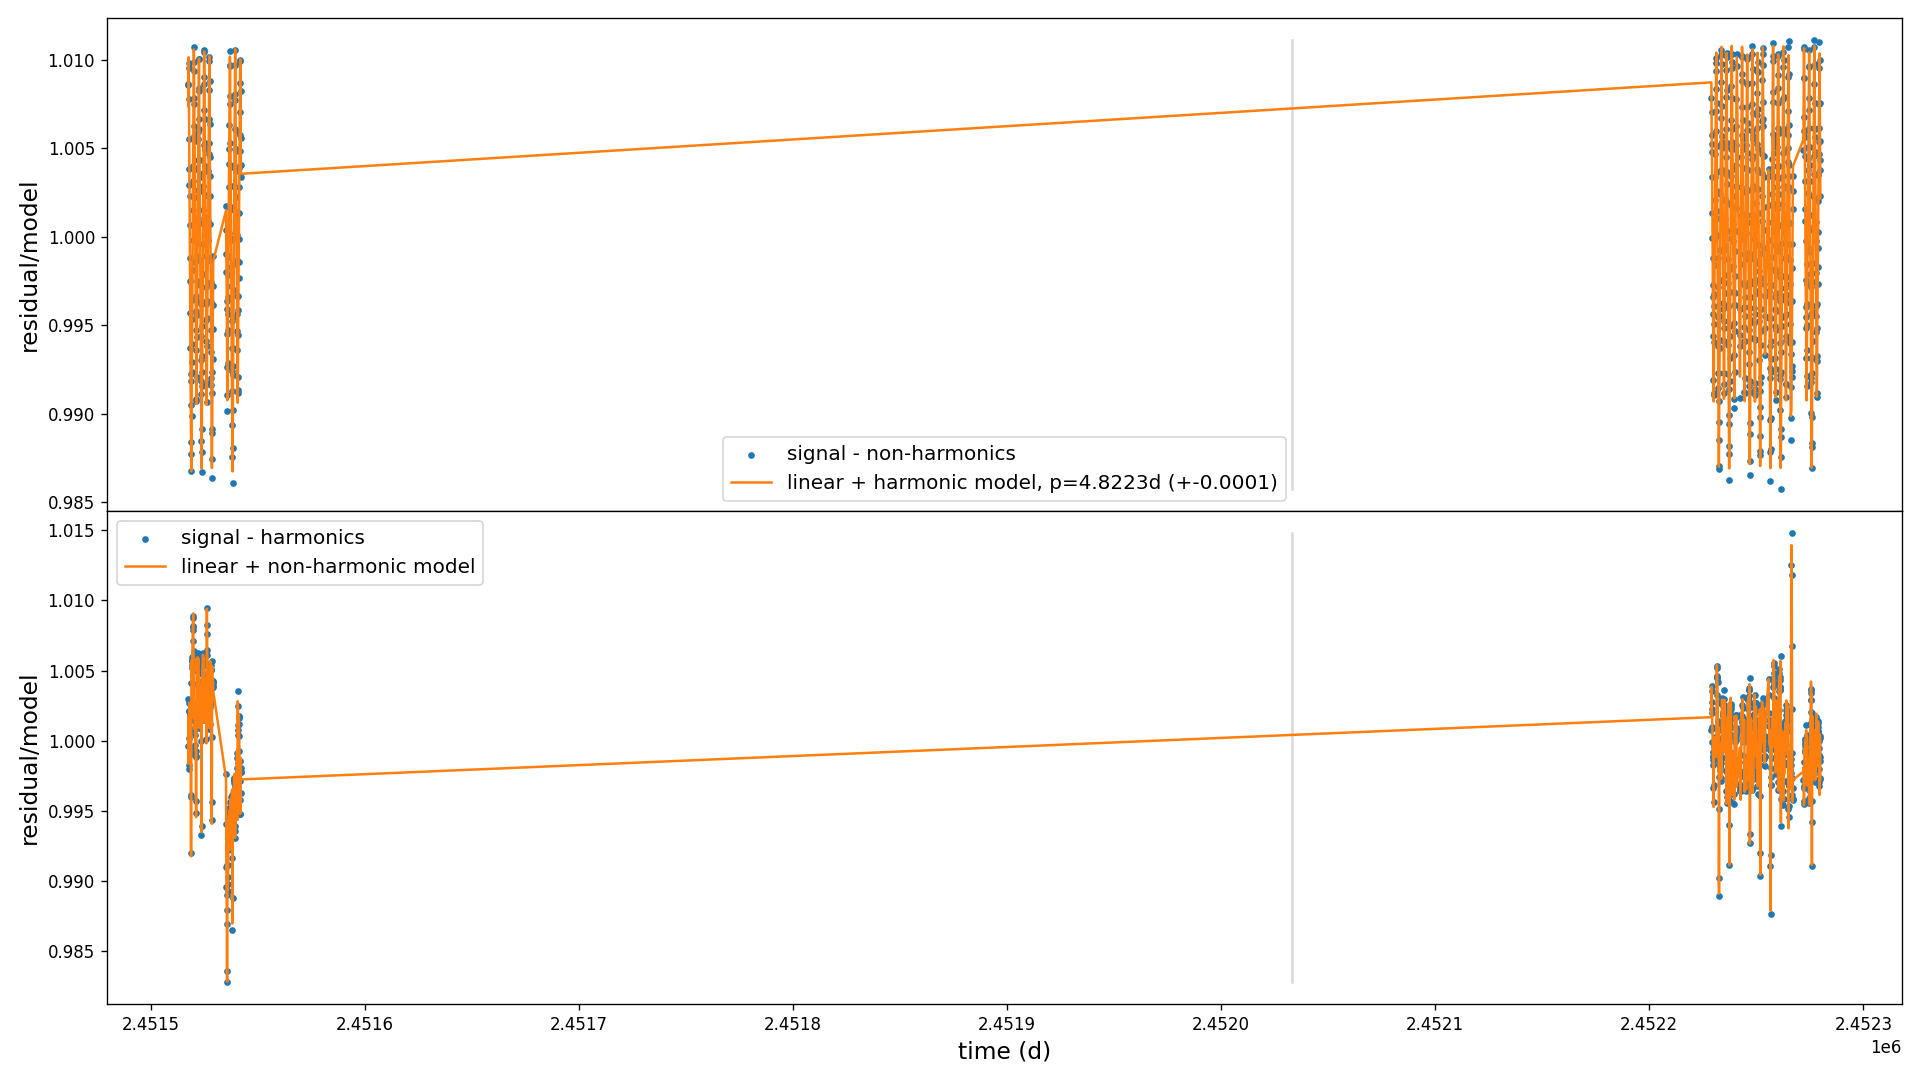 1.010
1.005
1.000
0.995
0.990
0.985
residual/model
signal - non-harmonics
linear + harmonic model, p=4.8223d (+-0.0001)
1.015
1.010
1.005
1.000
0.995
0.990
0.985
residual/model
signal - harmonics
linear + non-harmonic model
2.4515 2.4516 2.4517 2.4518 2.4519 2.4520 2.4521 2.4522 2.4523
time (d)
1e6